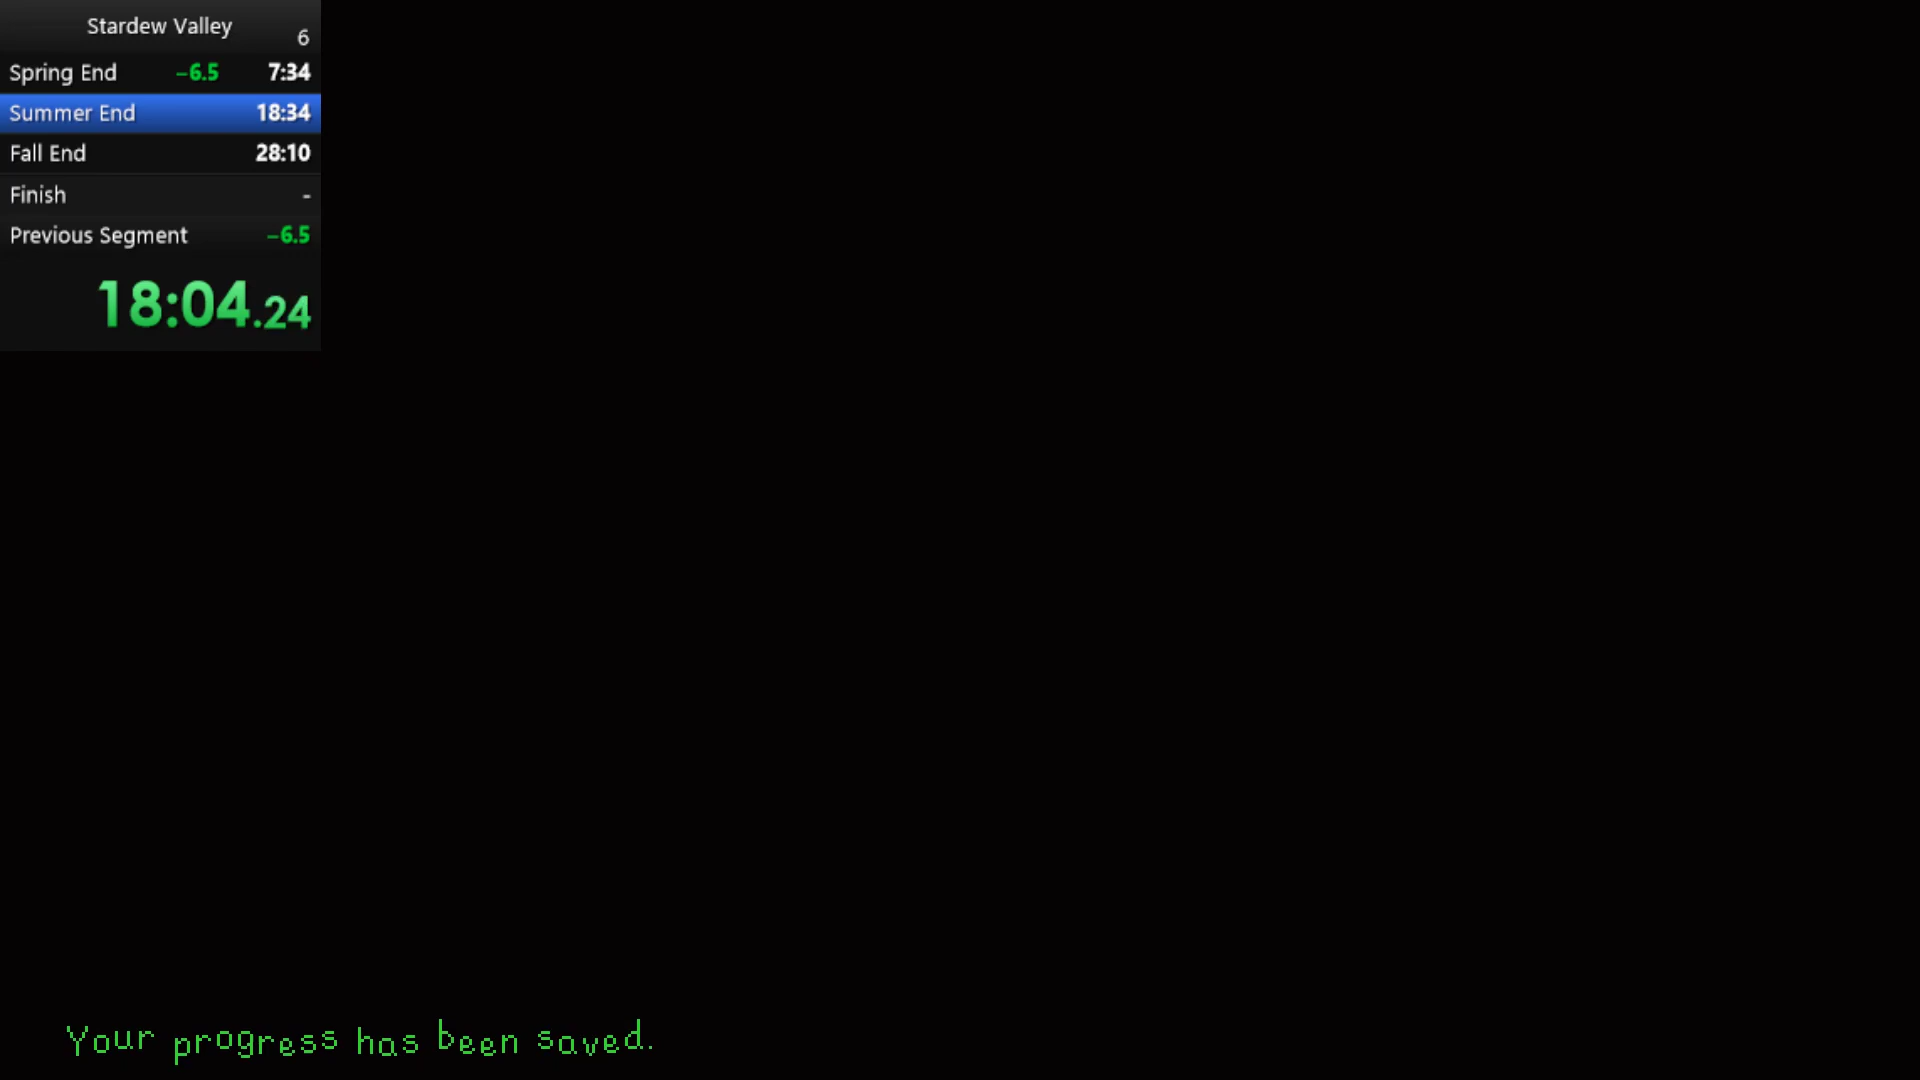 Stardew Valley
6
Spring End −6.5 7:34
Summer End 18:34
Fall End 28:10
Finish -
Previous Segment −6.5
18:04.24
Your progress has been saved.